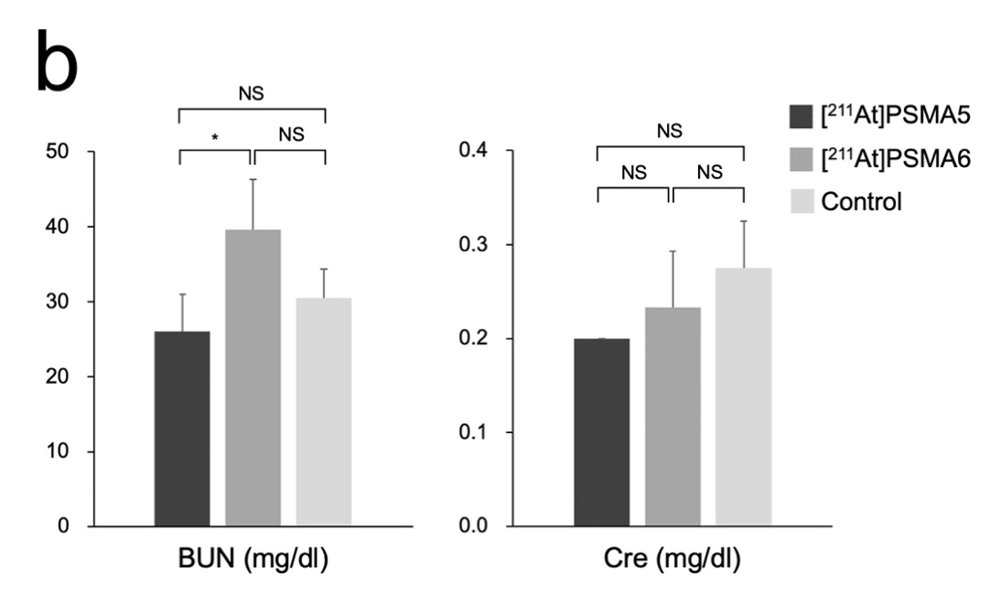 b
NS
* NS
50
40
30
20
10
0
BUN (mg/dl)
NS
NS NS
0.4
0.3
0.2
0.1
0.0
Cre (mg/dl)
[²¹¹At]PSMA5
[²¹¹At]PSMA6
Control